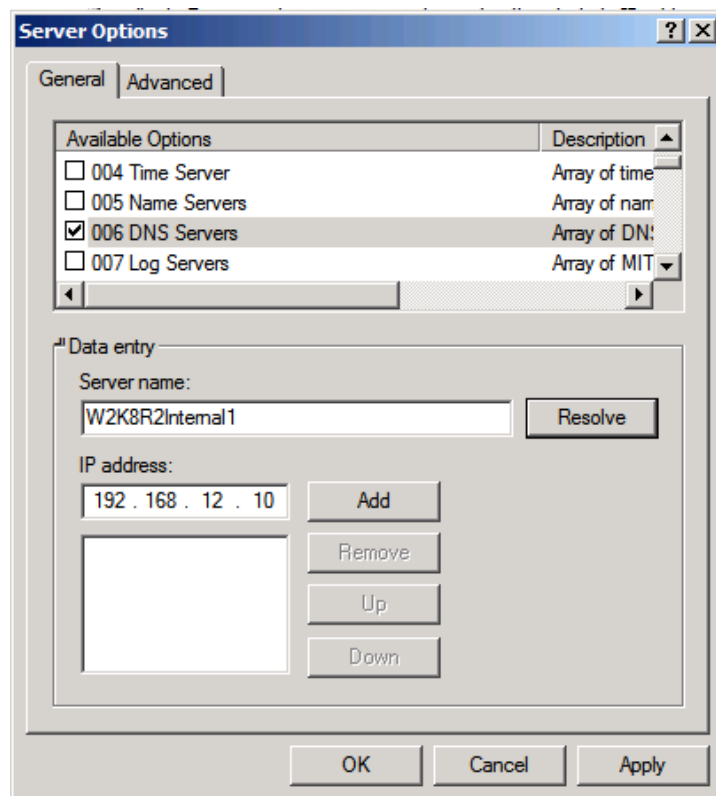 Server Options
General Advanced
Available Options Description
004 Time Server Array of time
005 Name Servers Array of nam
006 DNS Servers Array of DN
007 Log Servers Array of MIT
Data entry
Server name:
W2K8R2Internal1 Resolve
IP address:
192 . 168 . 12 . 10 Add
Remove
Up
Down
OK Cancel Apply